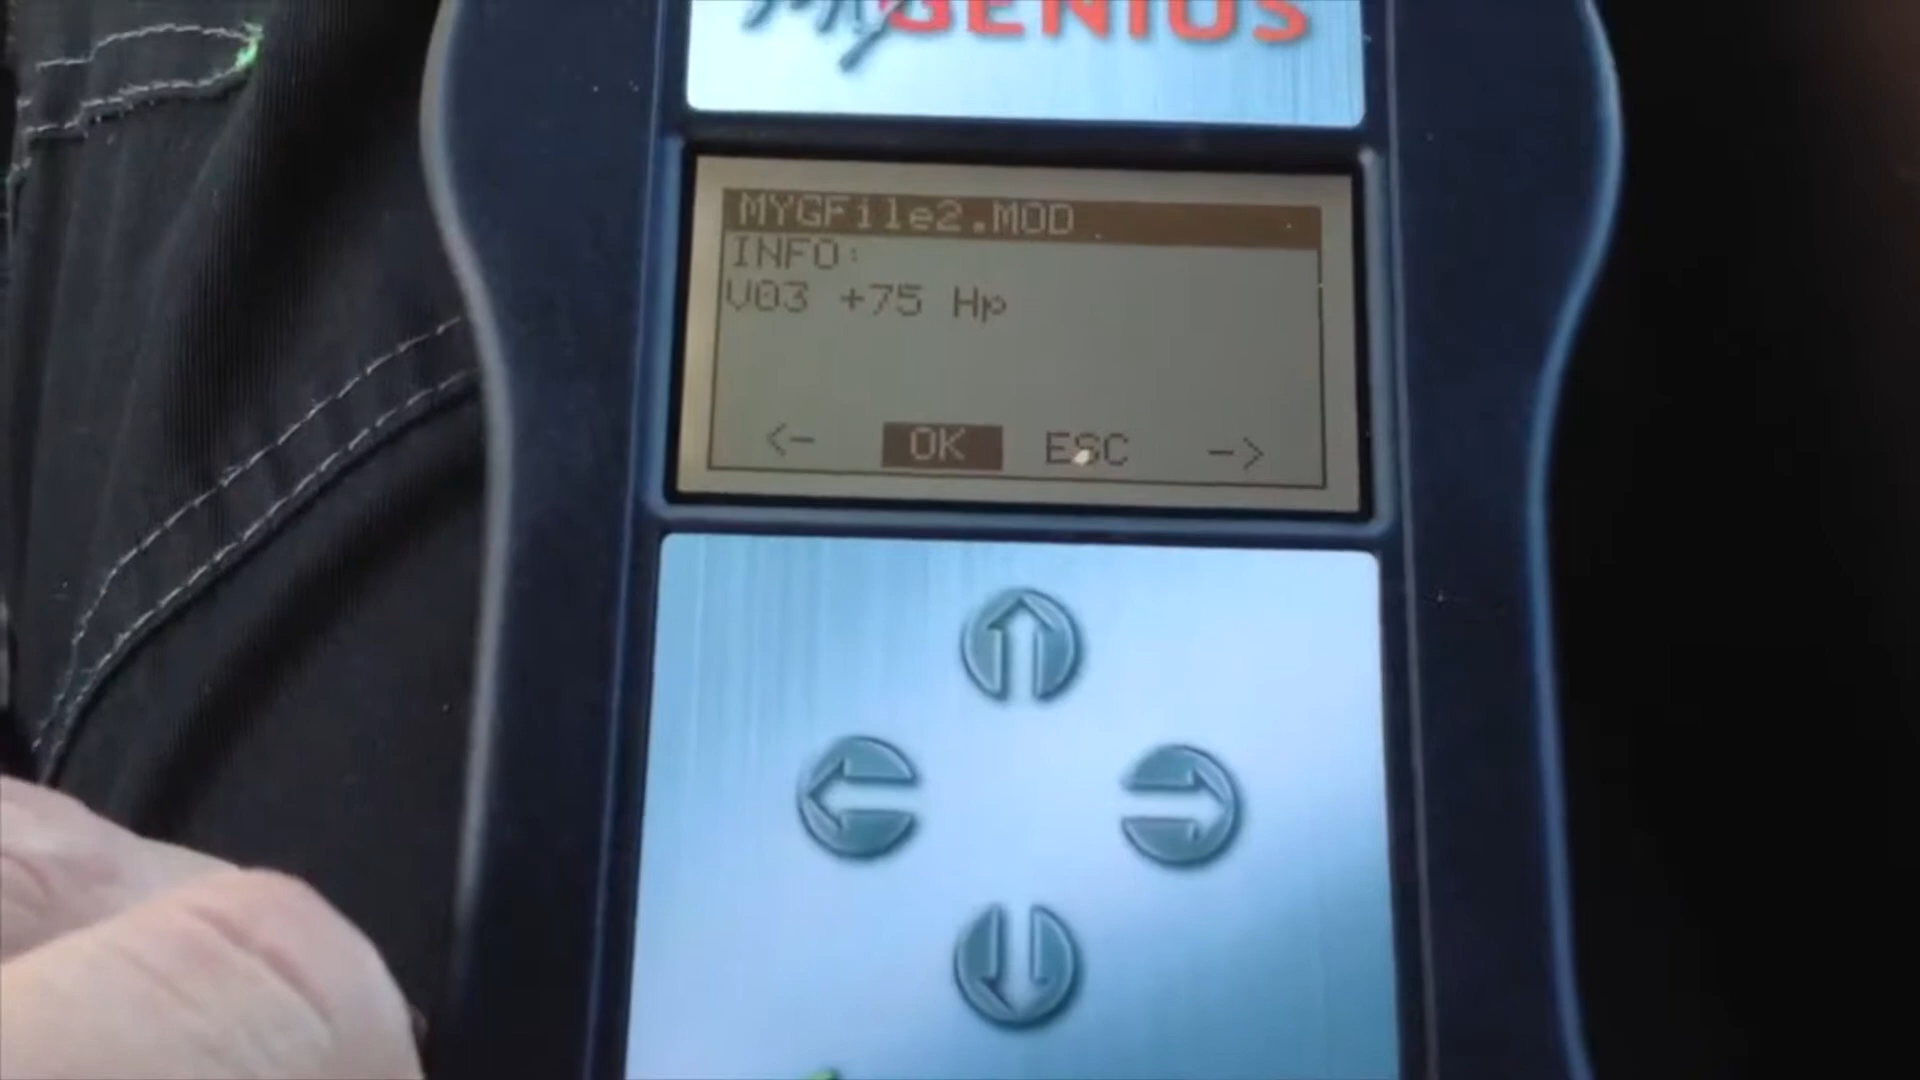 MyGENIUS
MYGFile2.MOD
INFO:
V03 +75 Hp
<- OK ESC ->